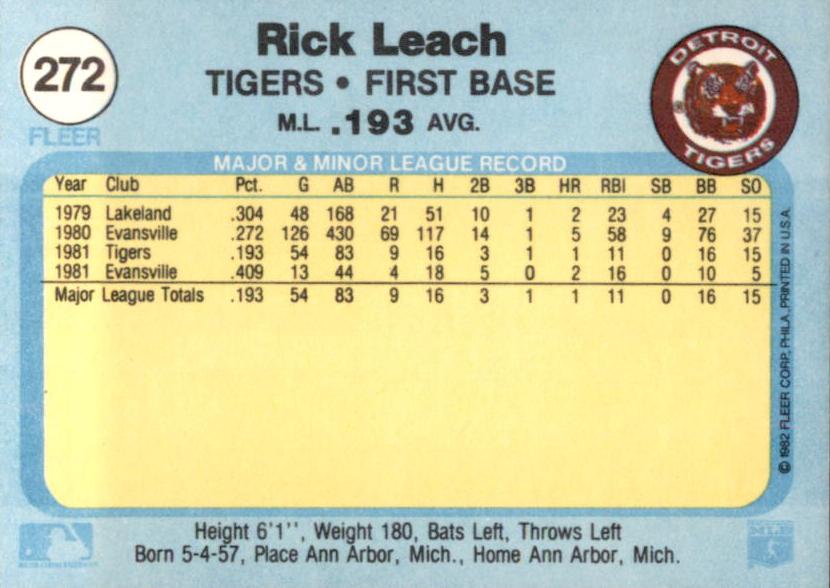 272
FLEER
Rick Leach
TIGERS • FIRST BASE
M.L. .193 AVG.
DETROIT
TIGERS
®
MAJOR & MINOR LEAGUE RECORD
Year Club Pct. G AB R H 2B 3B HR RBI SB BB SO
1979 Lakeland .304 48 168 21 51 10 1 2 23 4 27 15
1980 Evansville .272 126 430 69 117 14 1 5 58 9 76 37
1981 Tigers .193 54 83 9 16 3 1 1 11 0 16 15
1981 Evansville .409 13 44 4 18 5 0 2 16 0 10 5
Major League Totals .193 54 83 9 16 3 1 1 11 0 16 15
© 1982 FLEER CORP., PHILA., PRINTED IN U.S.A.
Height 6'1'', Weight 180, Bats Left, Throws Left
Born 5-4-57, Place Ann Arbor, Mich., Home Ann Arbor, Mich.